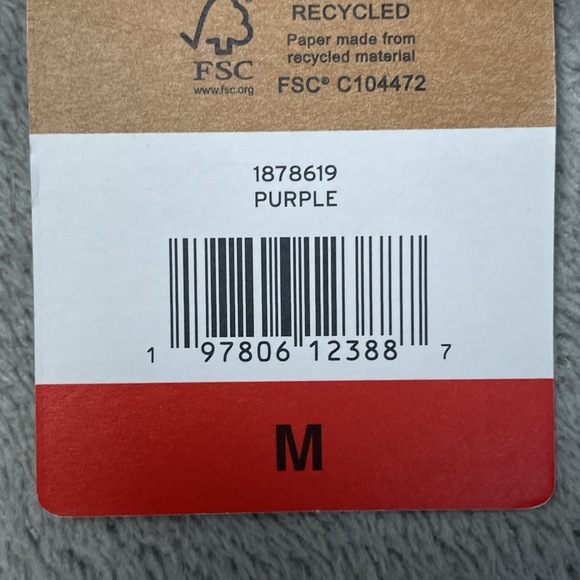 RECYCLED
Paper made from
recycled material
FSC
www.fsc.org
FSC® C104472
1878619
PURPLE
1 97806 12388 7
M